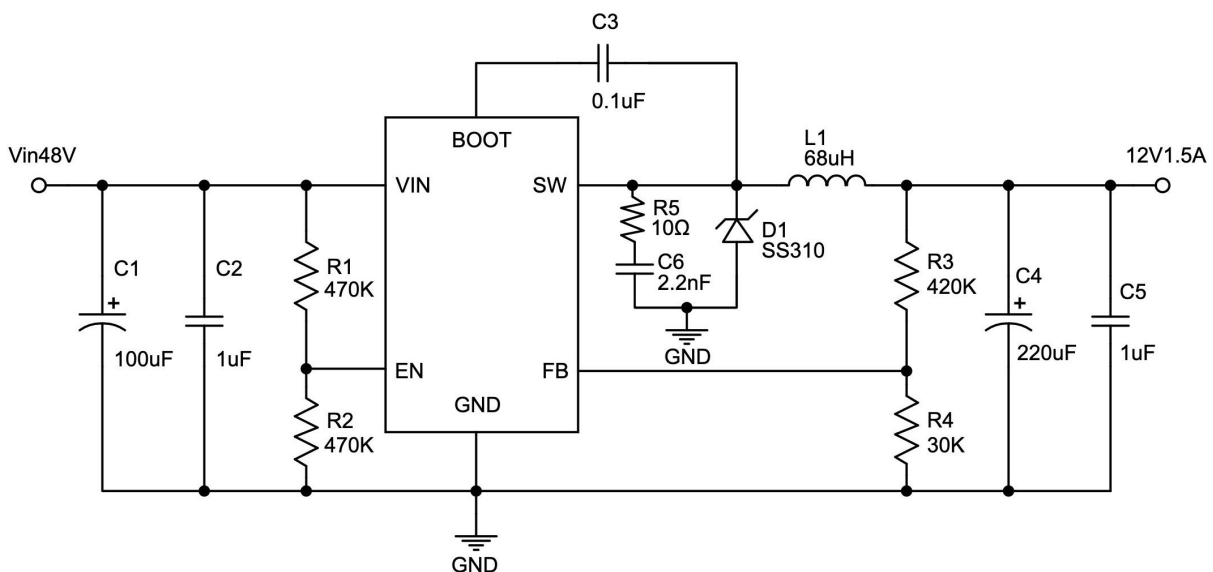 C3
0.1uF
BOOT
Vin48V
L1
68uH
12V1.5A
VIN
SW
R5
10Ω
D1
SS310
C6
2.2nF
C1
100uF
C2
1uF
R1
470K
R3
420K
C4
220uF
C5
1uF
GND
EN
FB
GND
R2
470K
R4
30K
GND